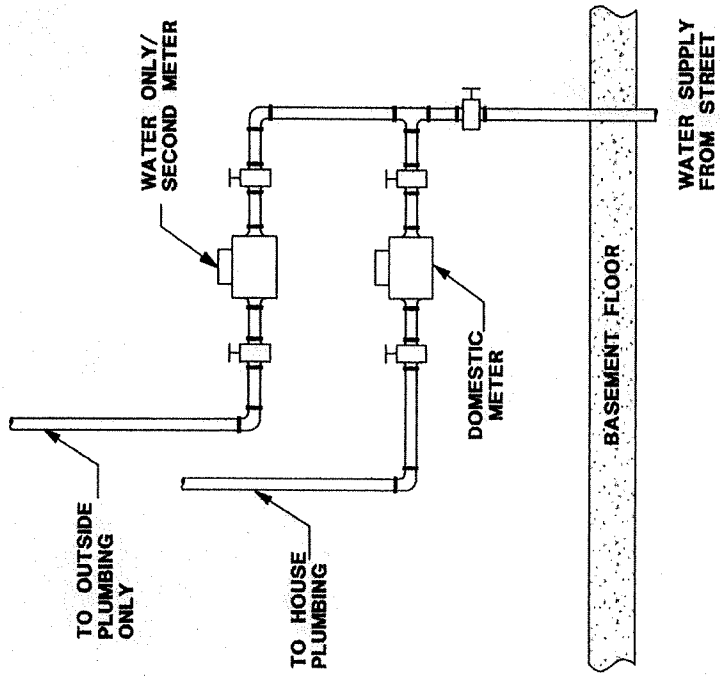 WATER ONLY/
SECOND METER
TO OUTSIDE
PLUMBING
ONLY
DOMESTIC
METER
TO HOUSE
PLUMBING
BASEMENT FLOOR
WATER SUPPLY
FROM STREET